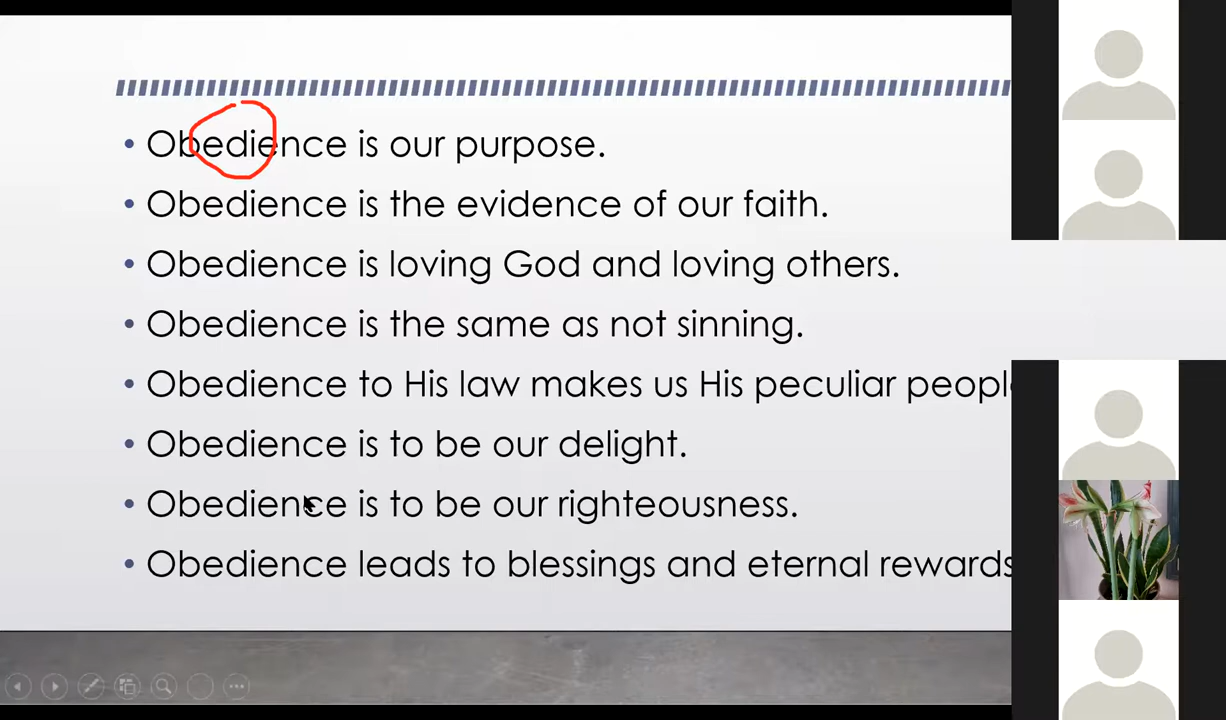 • Obedience is our purpose.
• Obedience is the evidence of our faith.
• Obedience is loving God and loving others.
• Obedience is the same as not sinning.
• Obedience to His law makes us His peculiar people
• Obedience is to be our delight.
• Obedience is to be our righteousness.
• Obedience leads to blessings and eternal rewards